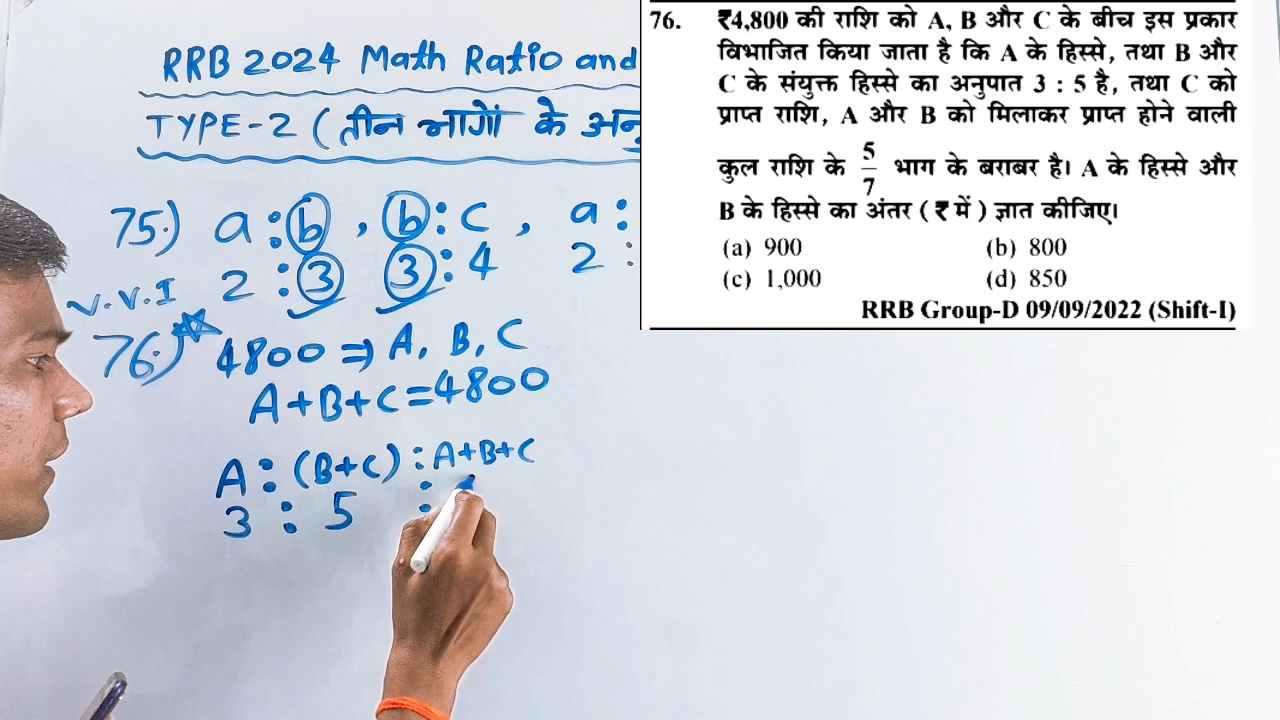 RRB 2024 Math Ratio and
TYPE-2 (तीन भागों के अनु
75.) a : b , b : c , a :
2 : 3 3 : 4 2 :
V.V.I
76.) 4800 ⇒ A, B, C
A+B+C=4800
A : (B+C) : A+B+C
3 : 5 :
76. ₹4,800 की राशि को A, B और C के बीच इस प्रकार
विभाजित किया जाता है कि A के हिस्से, तथा B और
C के संयुक्त हिस्से का अनुपात 3 : 5 है, तथा C को
प्राप्त राशि, A और B को मिलाकर प्राप्त होने वाली
कुल राशि के 5/7 भाग के बराबर है। A के हिस्से और
B के हिस्से का अंतर (₹ में) ज्ञात कीजिए।
(a) 900 (b) 800
(c) 1,000 (d) 850
RRB Group-D 09/09/2022 (Shift-I)